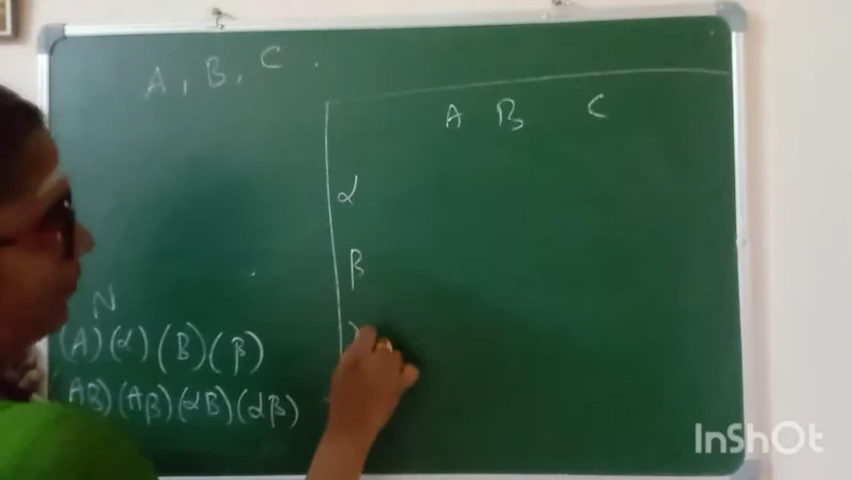 A, B, C.
A B C
α
β
N
(A)(α)(B)(β)
AB)(Aβ)(αB)(αβ)
InShOt